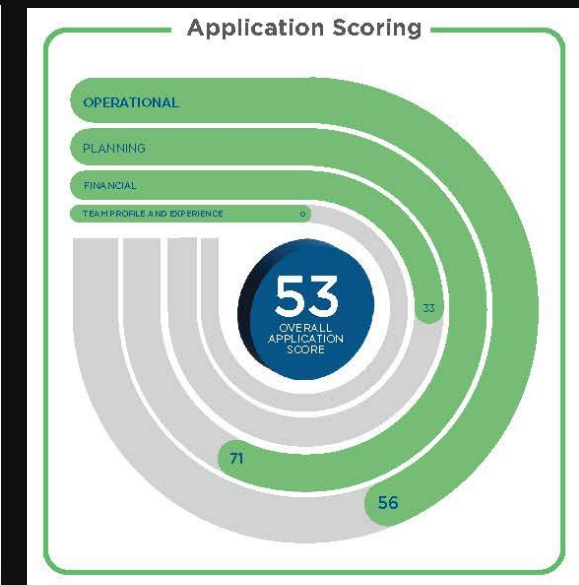 Application Scoring
OPERATIONAL
PLANNING
FINANCIAL
TEAM PROFILE AND EXPERIENCE 0
53
OVERALL
APPLICATION
SCORE
33
71
56